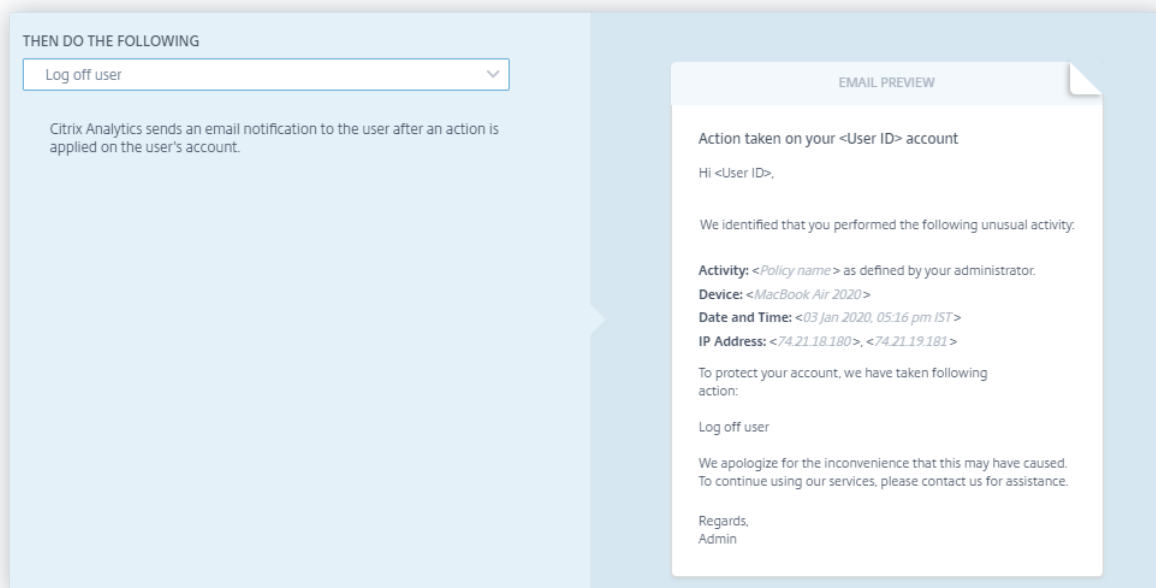 THEN DO THE FOLLOWING
Log off user
Citrix Analytics sends an email notification to the user after an action is
applied on the user's account.
EMAIL PREVIEW
Action taken on your <User ID> account
Hi <User ID>,
We identified that you performed the following unusual activity:
Activity: <Policy name> as defined by your administrator.
Device: <MacBook Air 2020>
Date and Time: <03 Jan 2020, 05:16 pm IST>
IP Address: <74.21.18.180>, <74.21.19.181>
To protect your account, we have taken following
action:
Log off user
We apologize for the inconvenience that this may have caused.
To continue using our services, please contact us for assistance.
Regards,
Admin